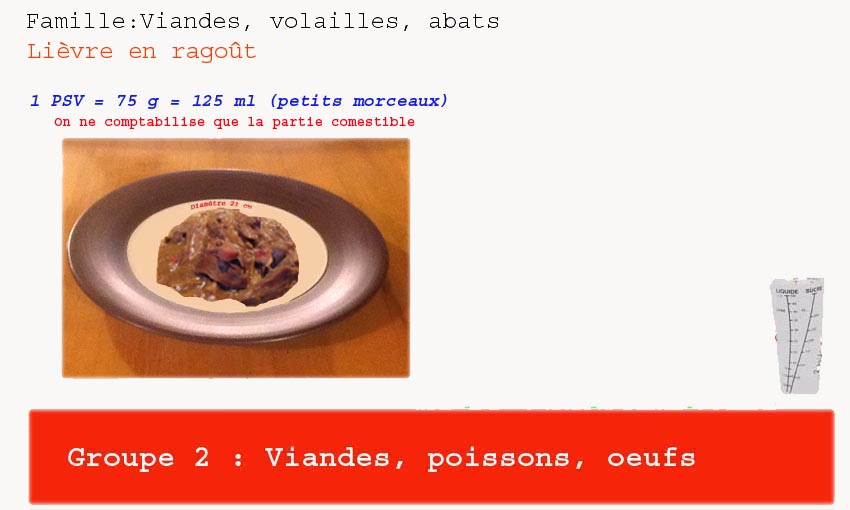 Famille:Viandes, volailles, abats
Lièvre en ragoût
1 PSV = 75 g = 125 ml (petits morceaux)
On ne comptabilise que la partie comestible
Diamètre 21 cm
LIQUIDE SUCRE
Groupe 2 : Viandes, poissons, oeufs